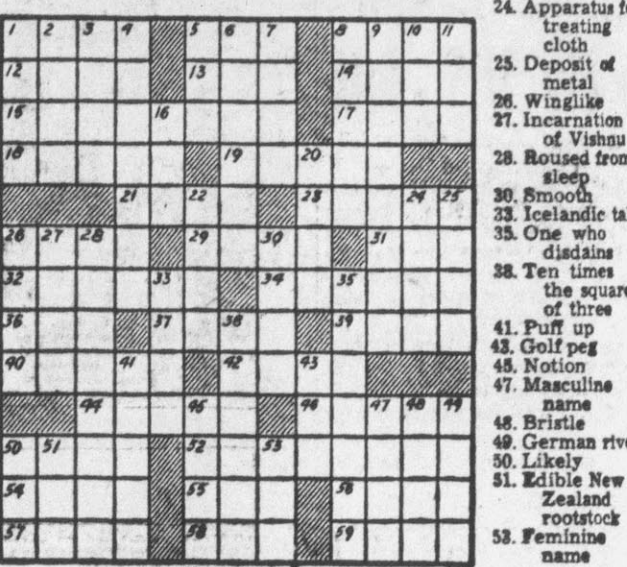 1 2 3 4 5 6 7 8 9 10 11
12 13 14
15 16 17
18 19 20
21 22 23 24 25
26 27 28 29 30 31
32 33 34 35
36 37 38 39
40 41 42 43
44 45 46 47 48 49
50 51 52 53
54 55 56
57 58 59
24. Apparatus
treating
cloth
25. Deposit of
metal
26. Winglike
27. Incarnation
of Vishnu
28. Roused from
sleep
30. Smooth
33. Icelandic
35. One who
disdains
38. Ten times
the square
of three
41. Puff up
43. Golf peg
45. Notion
47. Masculine
name
48. Bristle
49. German
50. Likely
51. Edible New
Zealand
rootstock
53. Feminine
name